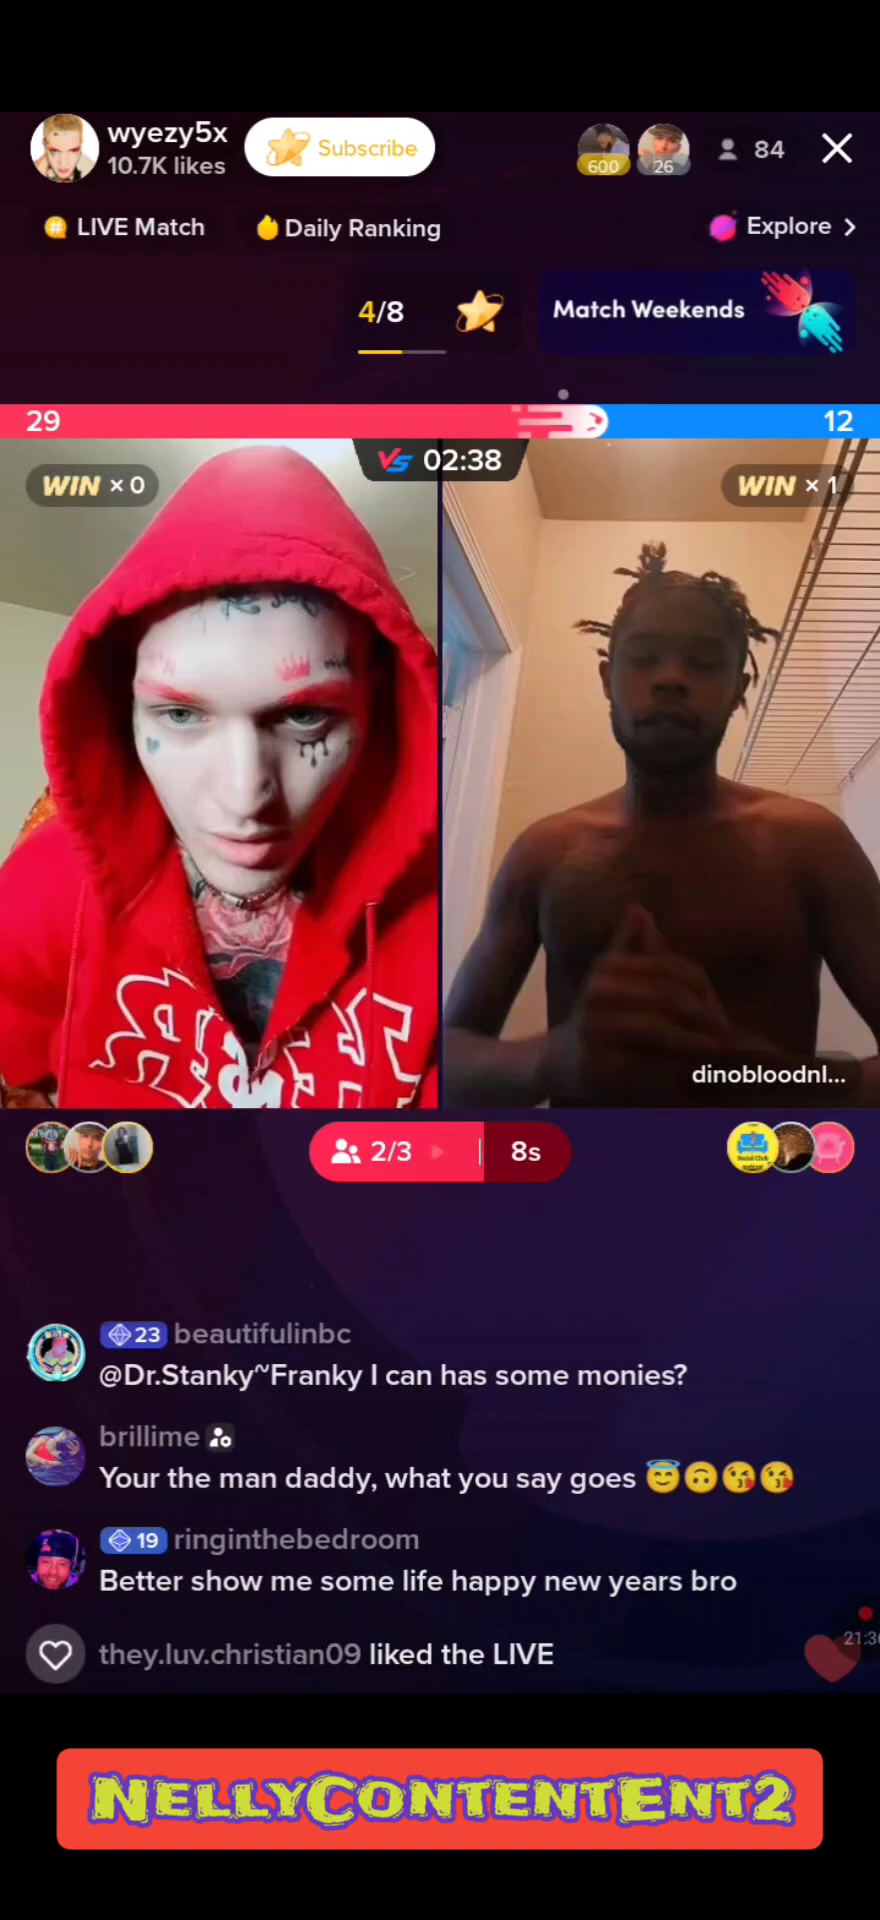 wyezy5x
10.7K likes
Subscribe
600
26
84
LIVE Match
Daily Ranking
Explore
4/8
Match Weekends
29
12
VS 02:38
WIN × 0
WIN × 1
dinobloodnl...
2/3
8s
Social Club
23 beautifulinbc
@Dr.Stanky~Franky I can has some monies?
brillime
Your the man daddy, what you say goes 😇🙃😘😘
19 ringinthebedroom
Better show me some life happy new years bro
they.luv.christian09 liked the LIVE
NELLYCONTENTENT2